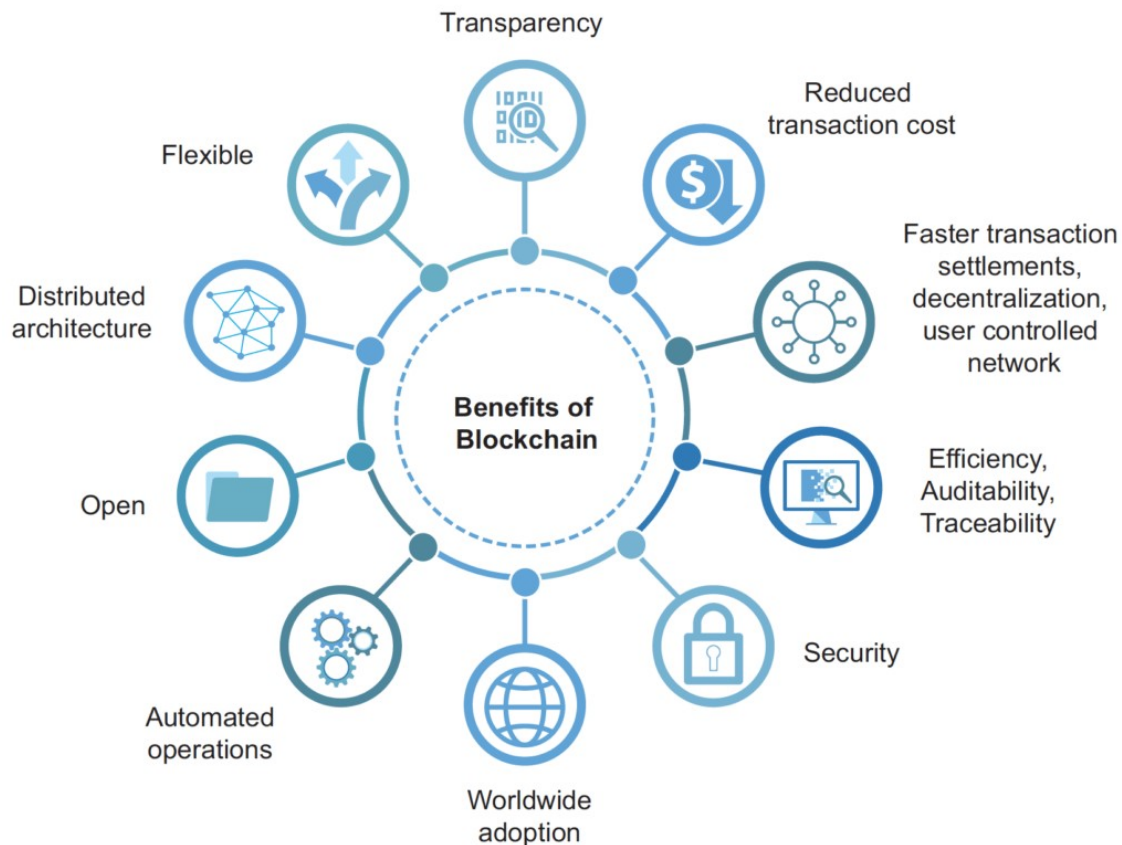 Transparency
Reduced
transaction cost
Flexible
Faster transaction
settlements,
decentralization,
user controlled
network
Distributed
architecture
Benefits of
Blockchain
Efficiency,
Auditability,
Traceability
Open
Security
Automated
operations
Worldwide
adoption